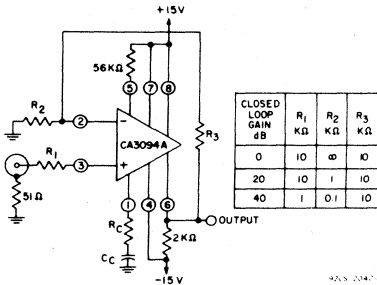 +15V
R2
56KΩ
5
7
8
2
−
CA3094A
R3
R1
3
+
51Ω
1
4
6
OUTPUT
RC
2KΩ
CC
−15V
CLOSED LOOP GAIN dB R1 KΩ R2 KΩ R3 KΩ
0 10 ∞ 10
20 10 1 10
40 1 0.1 10